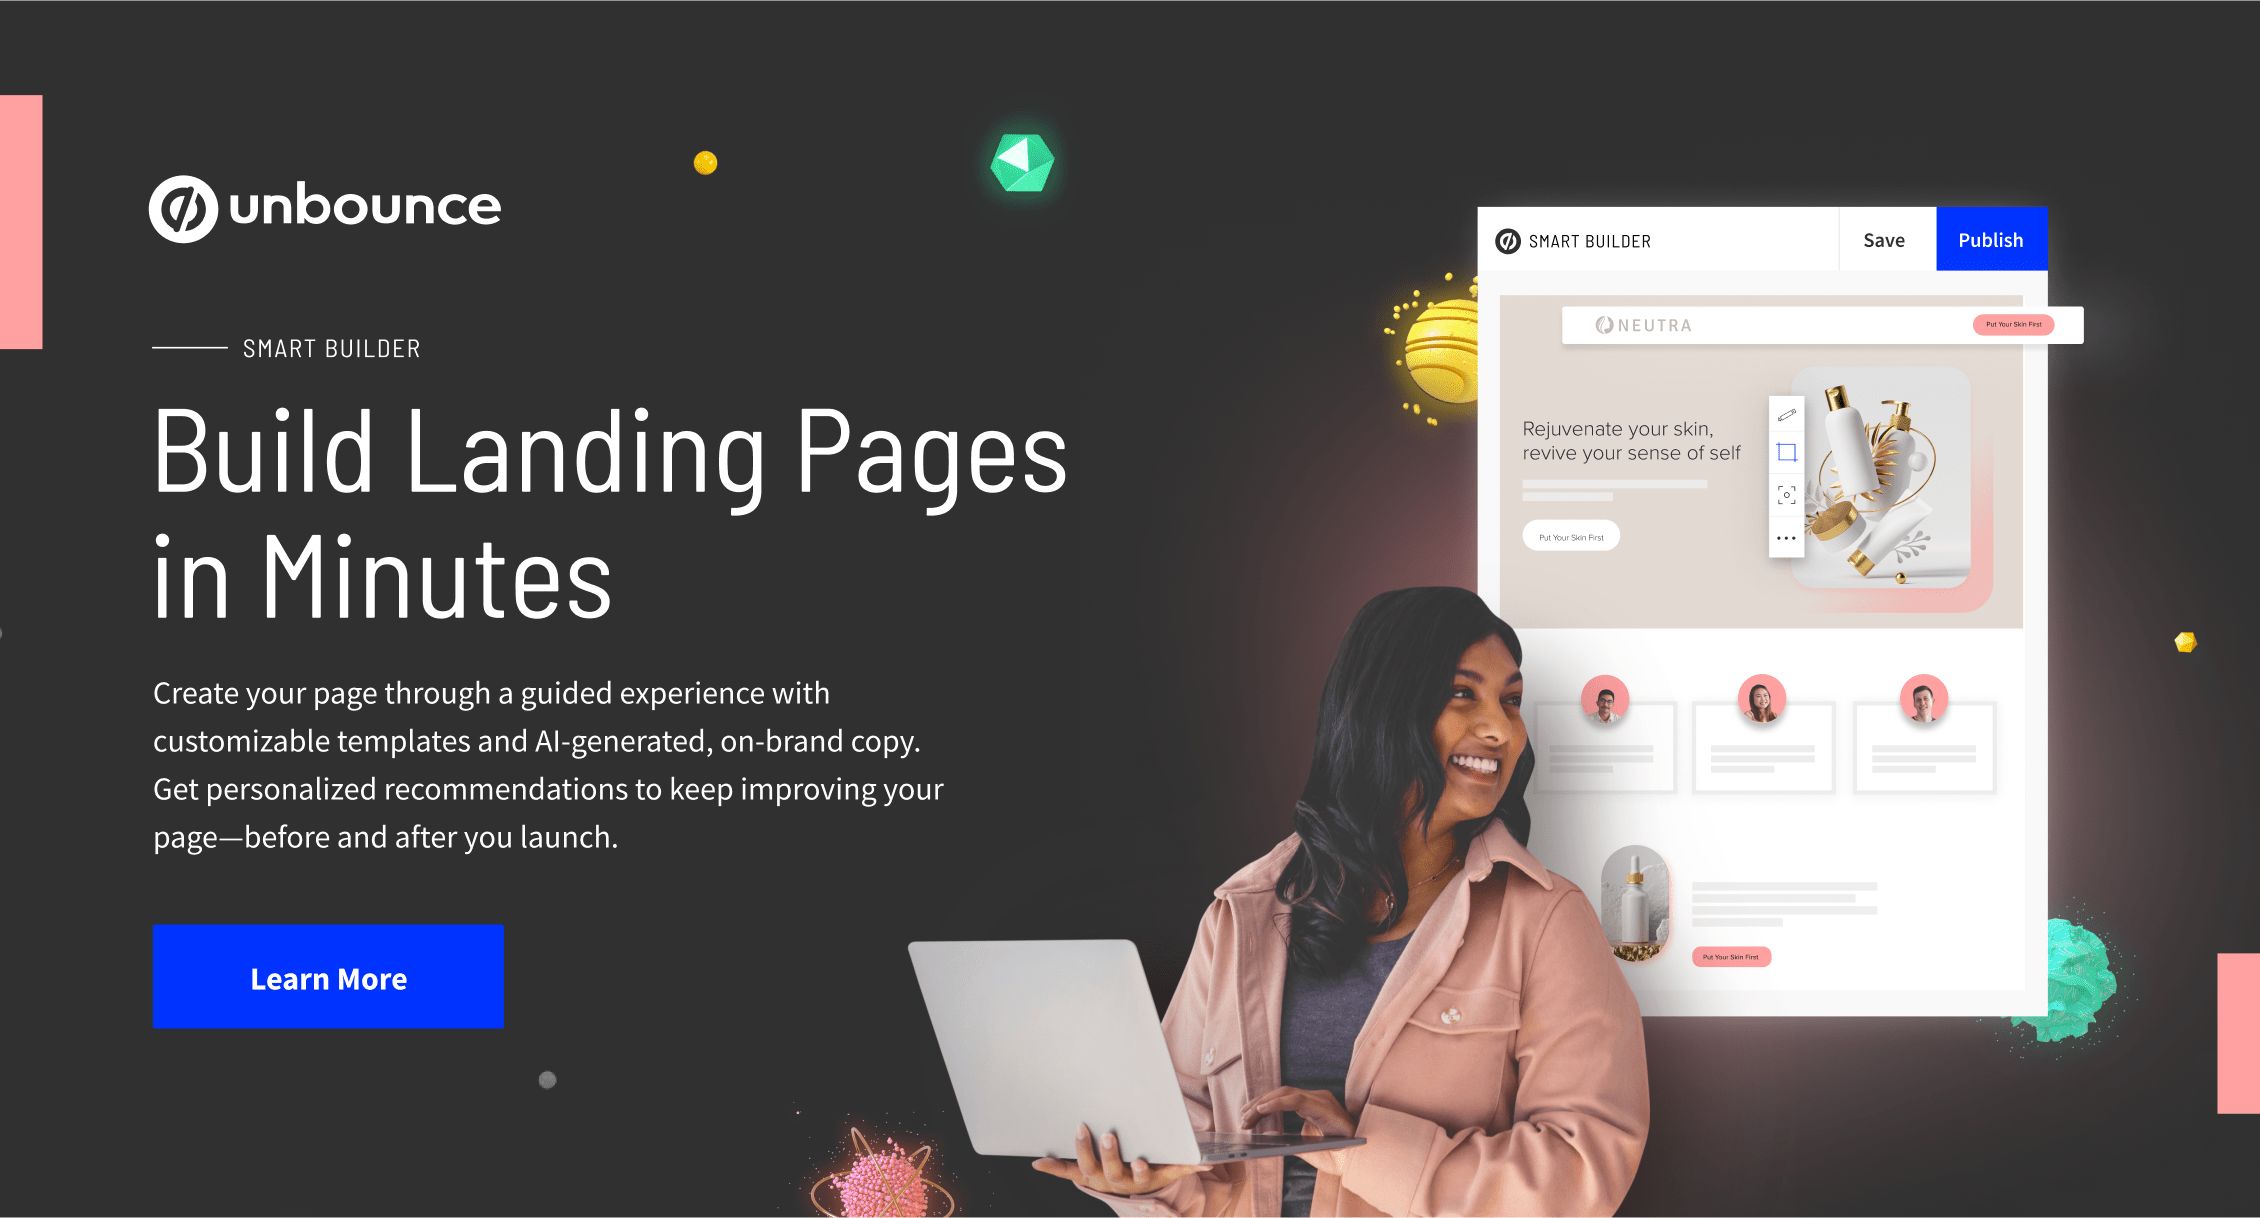 unbounce
SMART BUILDER
Build Landing Pages
in Minutes
Create your page through a guided experience with
customizable templates and AI-generated, on-brand copy.
Get personalized recommendations to keep improving your
page—before and after you launch.
Learn More
SMART BUILDER
Save
Publish
NEUTRA
Put Your Skin First
Rejuvenate your skin,
revive your sense of self
Put Your Skin First
Put Your Skin First